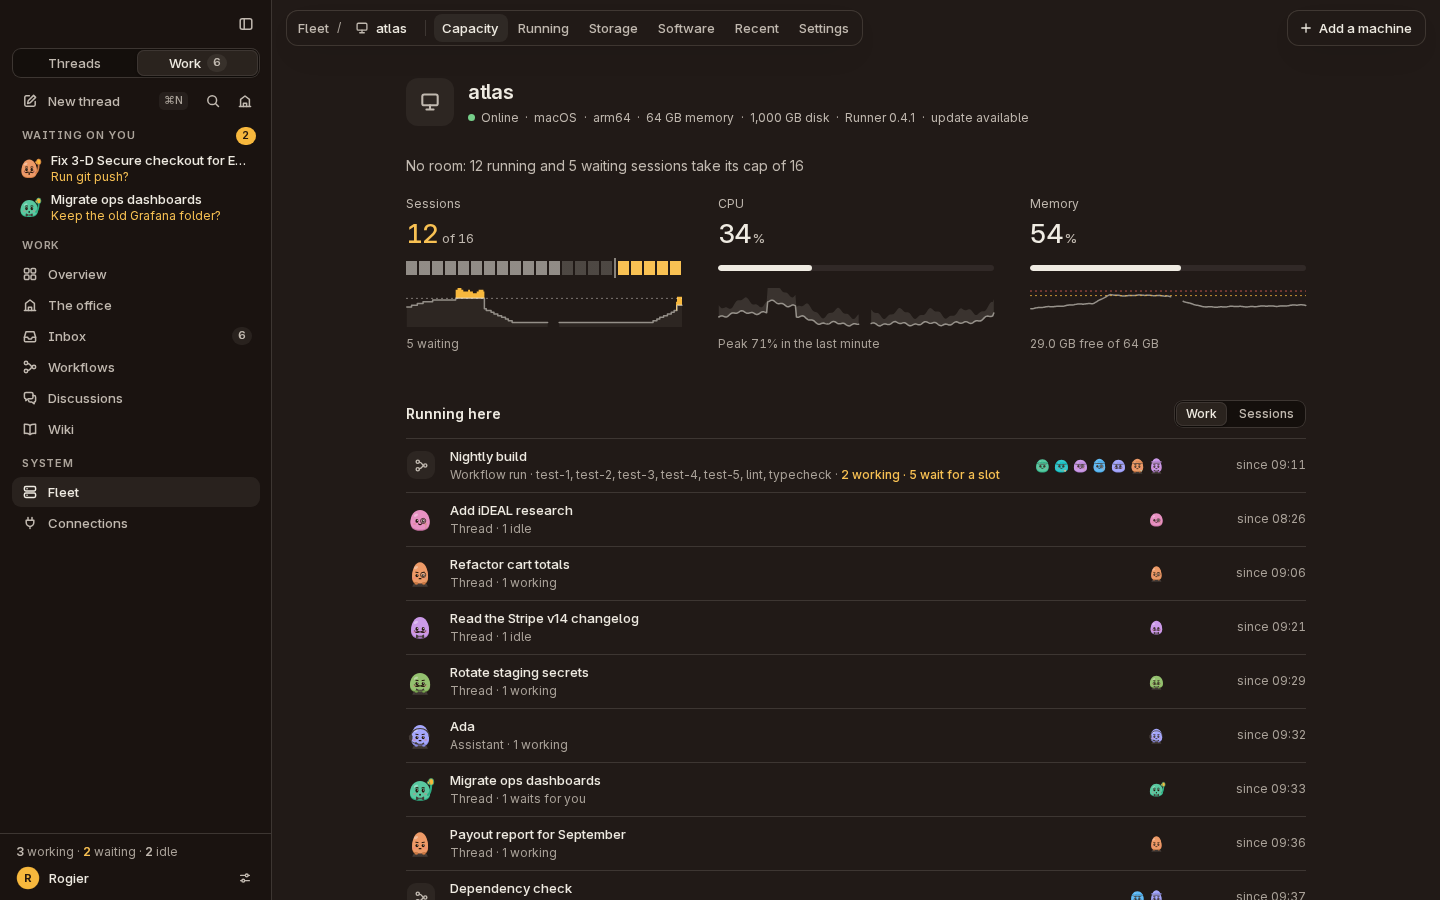 Threads
Work 6
New thread ⌘N
WAITING ON YOU 2
Fix 3-D Secure checkout for E…
Run git push?
Migrate ops dashboards
Keep the old Grafana folder?
WORK
Overview
The office
Inbox 6
Workflows
Discussions
Wiki
SYSTEM
Fleet
Connections
3 working · 2 waiting · 2 idle
R Rogier
Fleet / atlas Capacity Running Storage Software Recent Settings
Add a machine
atlas
Online · macOS · arm64 · 64 GB memory · 1,000 GB disk · Runner 0.4.1 · update available
No room: 12 running and 5 waiting sessions take its cap of 16
Sessions
12 of 16
5 waiting
CPU
34%
Peak 71% in the last minute
Memory
54%
29.0 GB free of 64 GB
Running here
Work Sessions
Nightly build
Workflow run · test-1, test-2, test-3, test-4, test-5, lint, typecheck · 2 working · 5 wait for a slot
since 09:11
Add iDEAL research
Thread · 1 idle
since 08:26
Refactor cart totals
Thread · 1 working
since 09:06
Read the Stripe v14 changelog
Thread · 1 idle
since 09:21
Rotate staging secrets
Thread · 1 working
since 09:29
Ada
Assistant · 1 working
since 09:32
Migrate ops dashboards
Thread · 1 waits for you
since 09:33
Payout report for September
Thread · 1 working
since 09:36
Dependency check
since 09:37